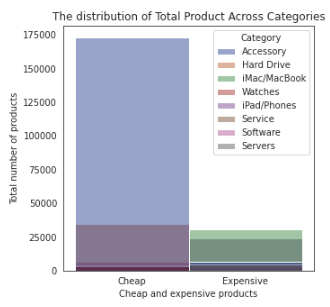 The distribution of Total Product Across Categories
Category
Accessory
Hard Drive
iMac/MacBook
Watches
iPad/Phones
Service
Software
Servers
Total number of products
175000
150000
125000
100000
75000
50000
25000
0
Cheap
Expensive
Cheap and expensive products